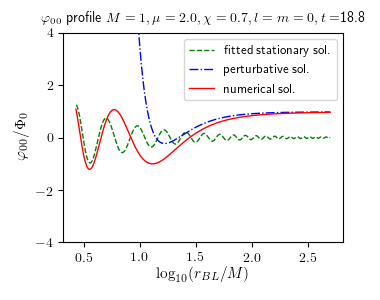 φ₀₀ profile M = 1, μ = 2.0, χ = 0.7, l = m = 0, t =18.8
4
2
0
−2
−4
φ₀₀/Φ₀
fitted stationary sol.
perturbative sol.
numerical sol.
0.5 1.0 1.5 2.0 2.5
log₁₀(r_BL/M)